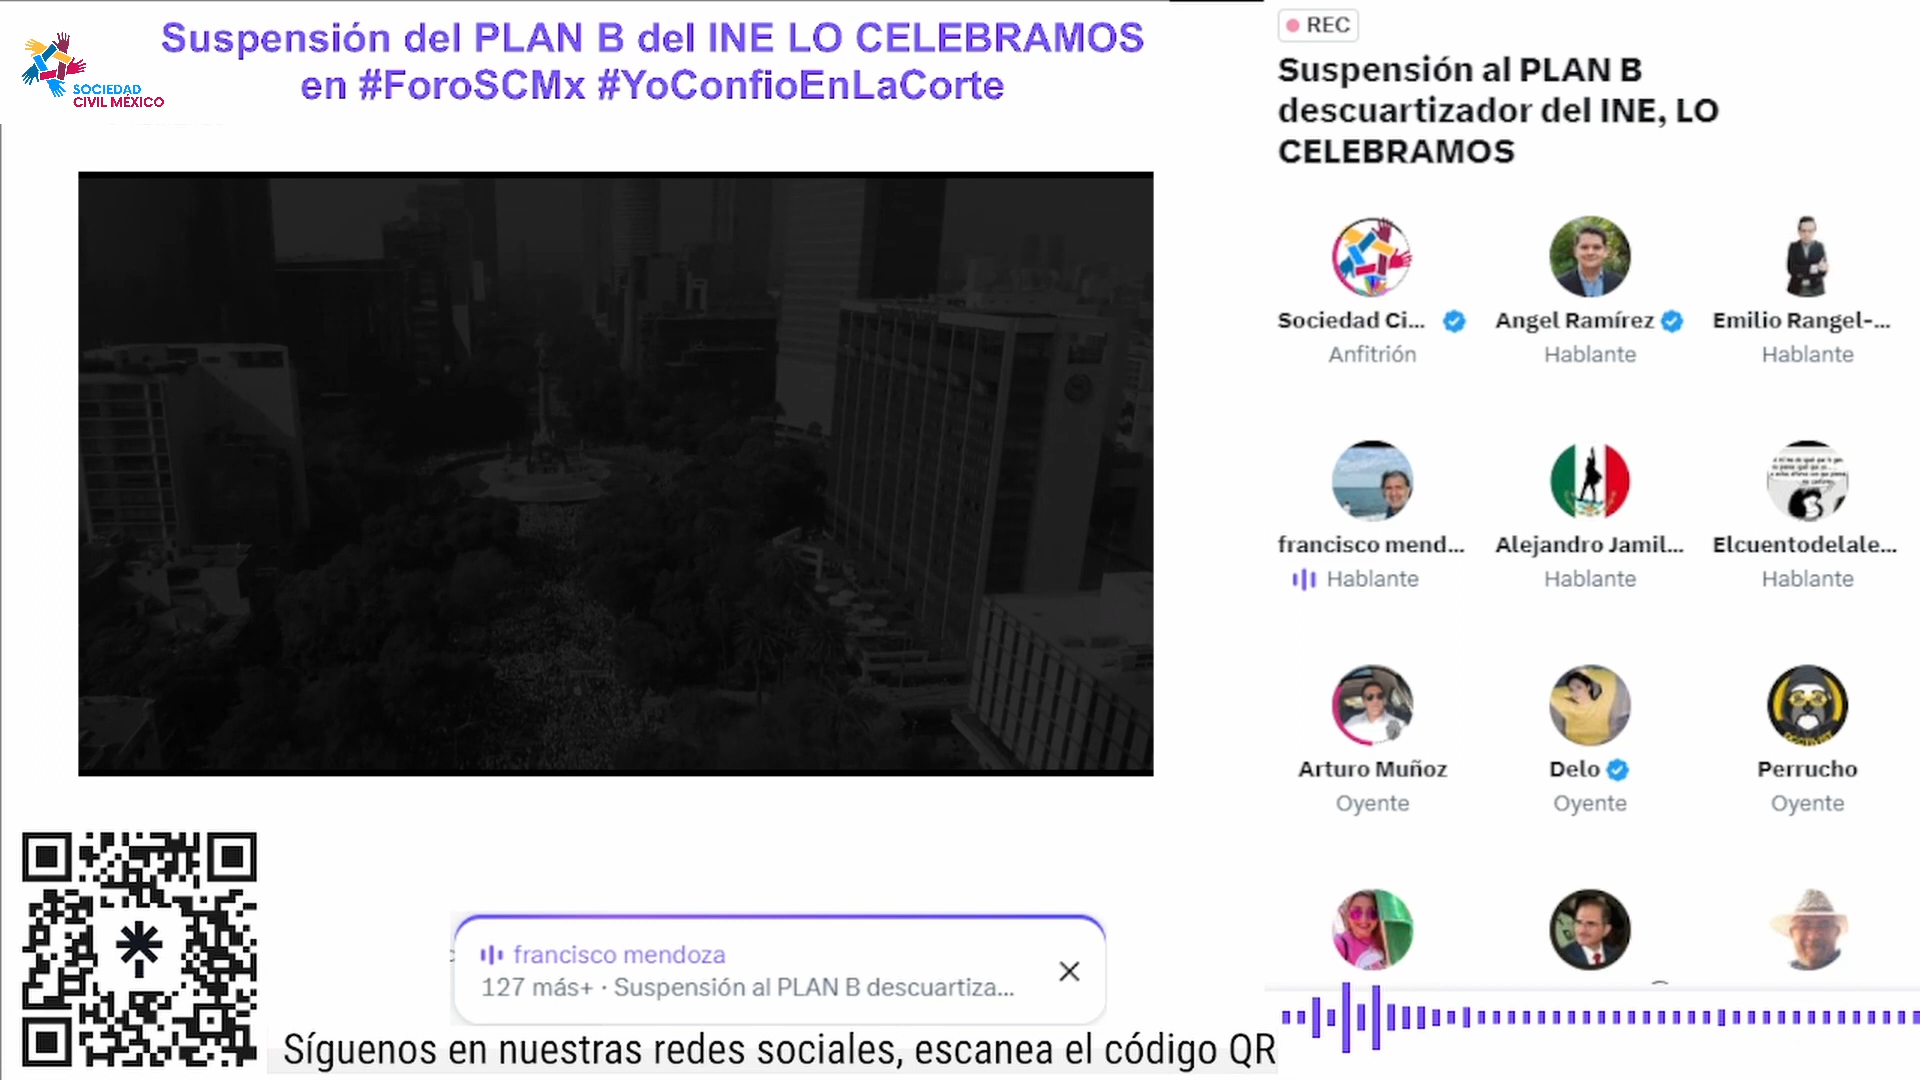 SOCIEDAD
CIVIL MÉXICO
Suspensión del PLAN B del INE LO CELEBRAMOS
en #ForoSCMx #YoConfioEnLaCorte
REC
Suspensión al PLAN B
descuartizador del INE, LO
CELEBRAMOS
Sociedad Ci...
Anfitrión
Angel Ramírez
Hablante
Emilio Rangel-...
Hablante
francisco mend...
Hablante
Alejandro Jamil...
Hablante
Elcuentodelale...
Hablante
Arturo Muñoz
Oyente
Delo
Oyente
Perrucho
Oyente
francisco mendoza
127 más+ · Suspensión al PLAN B descuartiza...
Síguenos en nuestras redes sociales, escanea el código QR